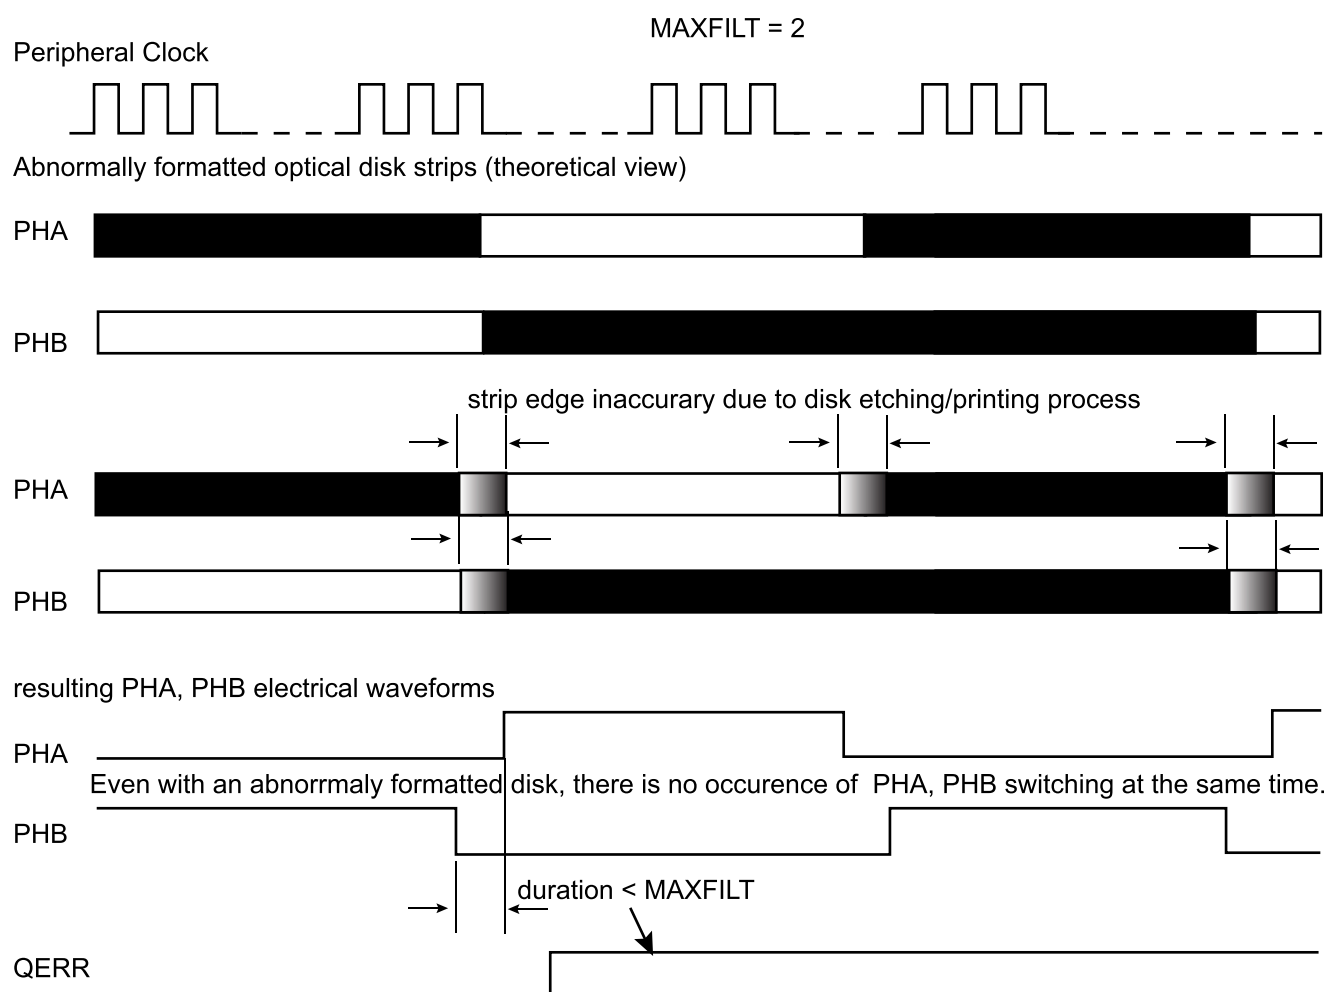 MAXFILT = 2
Peripheral Clock
Abnormally formatted optical disk strips (theoretical view)
PHA
PHB
strip edge inaccurary due to disk etching/printing process
PHA
PHB
resulting PHA, PHB electrical waveforms
PHA
Even with an abnorrmaly formatted disk, there is no occurence of PHA, PHB switching at the same time.
PHB
duration < MAXFILT
QERR